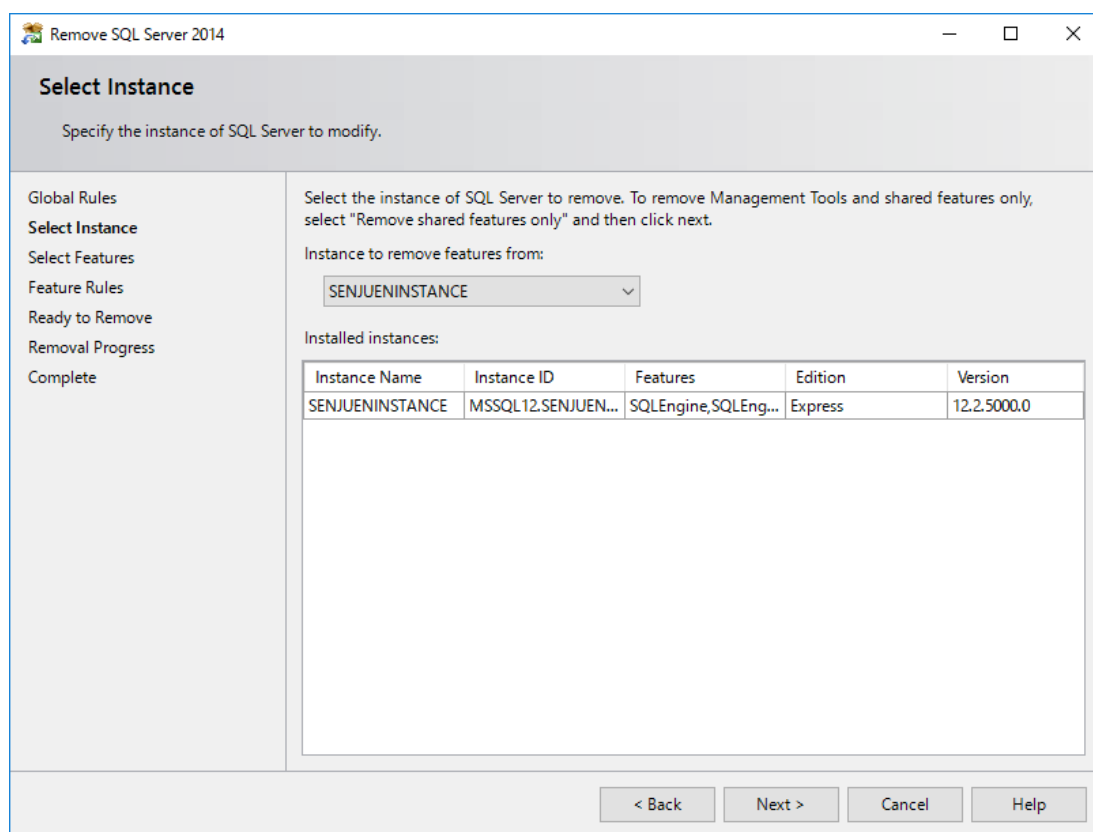 Remove SQL Server 2014
Select Instance
Specify the instance of SQL Server to modify.
Global Rules
Select Instance
Select Features
Feature Rules
Ready to Remove
Removal Progress
Complete
Select the instance of SQL Server to remove. To remove Management Tools and shared features only,
select "Remove shared features only" and then click next.
Instance to remove features from:
SENJUENINSTANCE
Installed instances:
Instance Name Instance ID Features Edition Version
SENJUENINSTANCE MSSQL12.SENJUEN... SQLEngine,SQLEng... Express 12.2.5000.0
< Back Next > Cancel Help